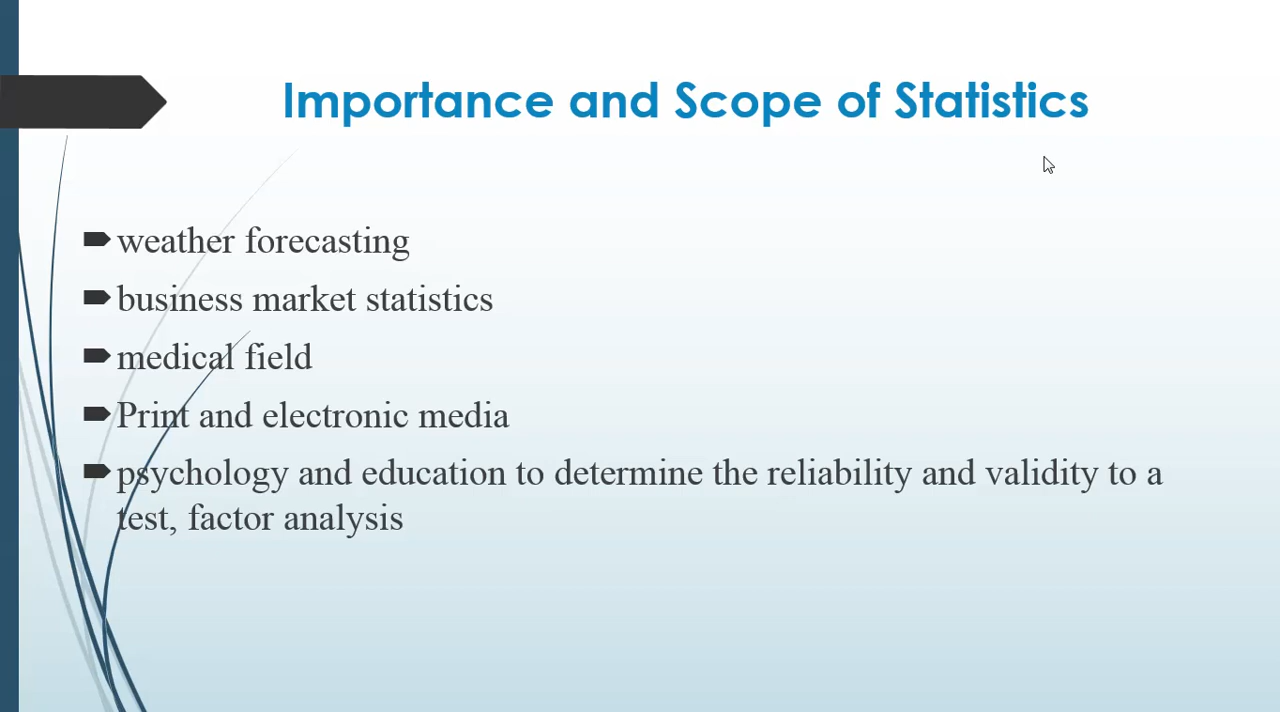 Importance and Scope of Statistics
weather forecasting
business market statistics
medical field
Print and electronic media
psychology and education to determine the reliability and validity to a
test, factor analysis